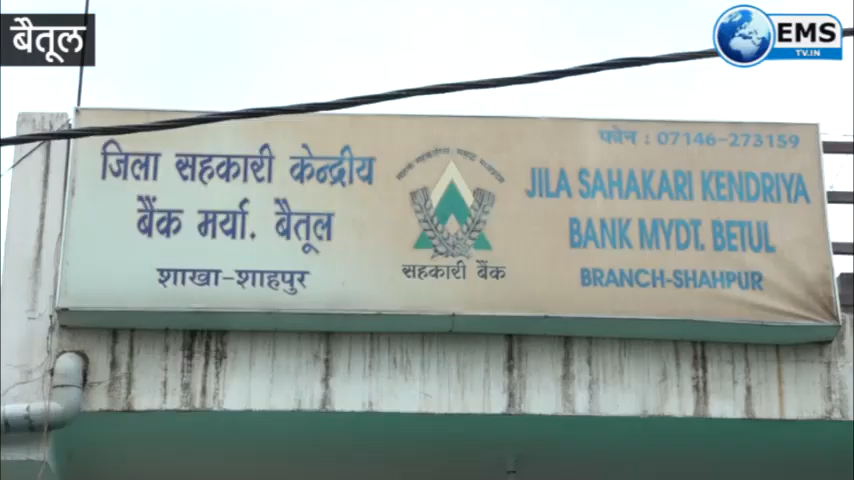 बैतूल
EMS
TV.IN
फोन : 07146-273159
जिला सहकारी केन्द्रीय
बैंक मर्या. बैतूल
शाखा-शाहपुर
सहकारी बैंक
JILA SAHAKARI KENDRIYA
BANK MYDT. BETUL
BRANCH-SHAHPUR